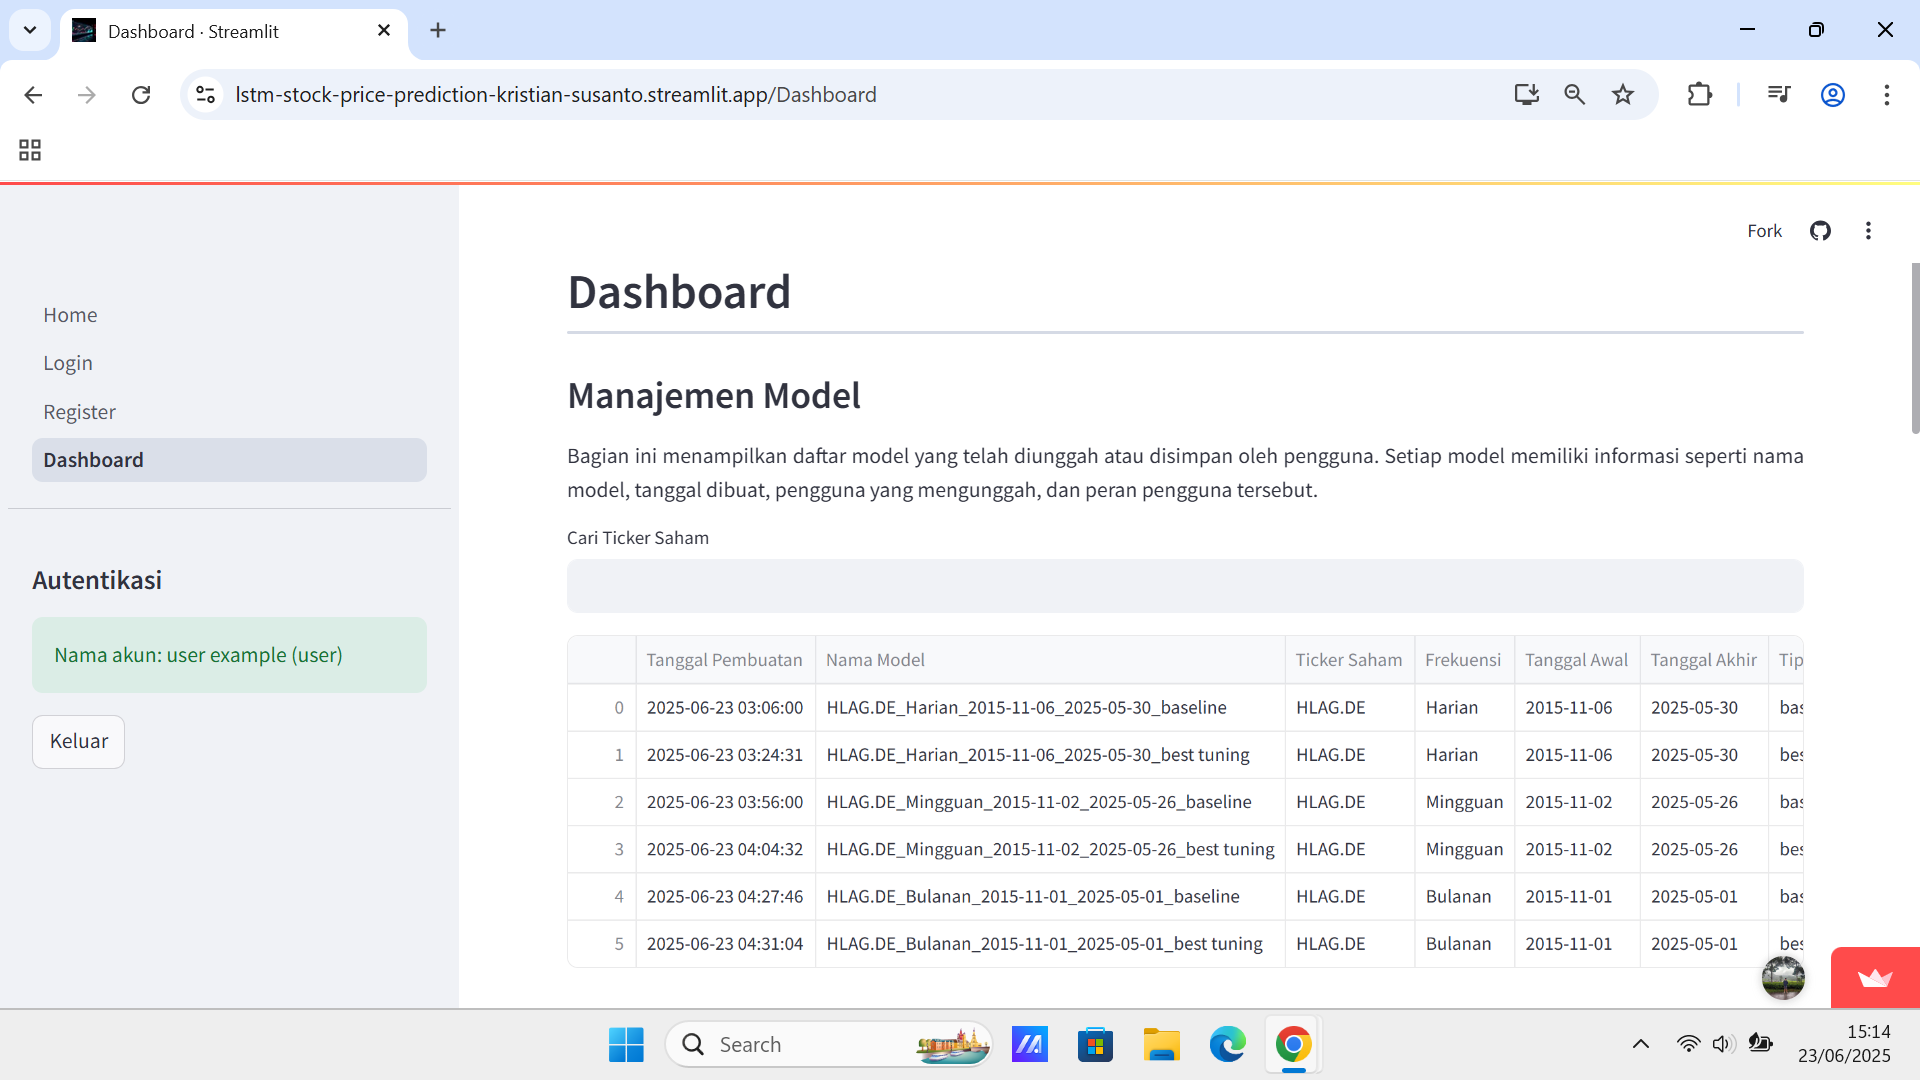 Dashboard · Streamlit
lstm-stock-price-prediction-kristian-susanto.streamlit.app/Dashboard
Fork
Home
Login
Register
Dashboard
Autentikasi
Nama akun: user example (user)
Keluar
Dashboard
Manajemen Model
Bagian ini menampilkan daftar model yang telah diunggah atau disimpan oleh pengguna. Setiap model memiliki informasi seperti nama
model, tanggal dibuat, pengguna yang mengunggah, dan peran pengguna tersebut.
Cari Ticker Saham
Tanggal Pembuatan Nama Model Ticker Saham Frekuensi Tanggal Awal Tanggal Akhir Tip
0 2025-06-23 03:06:00 HLAG.DE_Harian_2015-11-06_2025-05-30_baseline HLAG.DE Harian 2015-11-06 2025-05-30 bas
1 2025-06-23 03:24:31 HLAG.DE_Harian_2015-11-06_2025-05-30_best tuning HLAG.DE Harian 2015-11-06 2025-05-30 bes
2 2025-06-23 03:56:00 HLAG.DE_Mingguan_2015-11-02_2025-05-26_baseline HLAG.DE Mingguan 2015-11-02 2025-05-26 bas
3 2025-06-23 04:04:32 HLAG.DE_Mingguan_2015-11-02_2025-05-26_best tuning HLAG.DE Mingguan 2015-11-02 2025-05-26 bes
4 2025-06-23 04:27:46 HLAG.DE_Bulanan_2015-11-01_2025-05-01_baseline HLAG.DE Bulanan 2015-11-01 2025-05-01 bas
5 2025-06-23 04:31:04 HLAG.DE_Bulanan_2015-11-01_2025-05-01_best tuning HLAG.DE Bulanan 2015-11-01 2025-05-01 bes
Search
15:14
23/06/2025